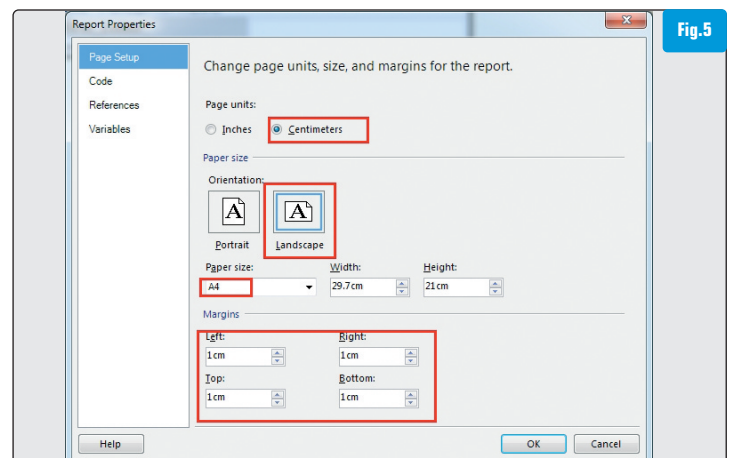 Report Properties
Fig.5
Page Setup
Code
References
Variables
Change page units, size, and margins for the report.
Page units:
Inches Centimeters
Paper size
Orientation:
A A
Portrait Landscape
Paper size: Width: Height:
A4 29.7cm 21cm
Margins
Left: Right:
1cm 1cm
Top: Bottom:
1cm 1cm
Help OK Cancel